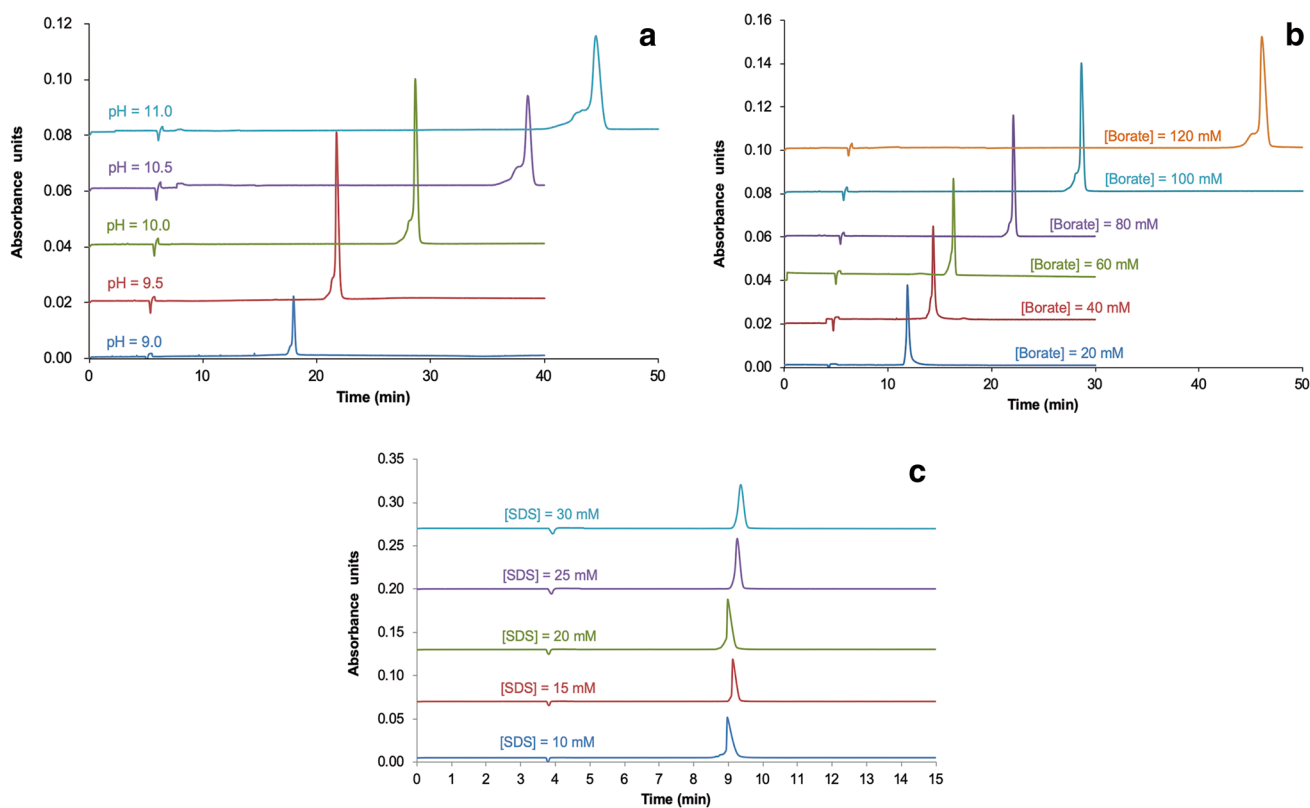 a
0.12
0.10
0.08
0.06
0.04
0.02
0.00
Absorbance units
pH = 11.0
pH = 10.5
pH = 10.0
pH = 9.5
pH = 9.0
0 10 20 30 40 50
Time (min)
b
0.16
0.14
0.12
0.10
0.08
0.06
0.04
0.02
0.00
Absorbance units
[Borate] = 120 mM
[Borate] = 100 mM
[Borate] = 80 mM
[Borate] = 60 mM
[Borate] = 40 mM
[Borate] = 20 mM
0 10 20 30 40 50
Time (min)
c
0.35
0.30
0.25
0.20
0.15
0.10
0.05
0.00
Absorbance units
[SDS] = 30 mM
[SDS] = 25 mM
[SDS] = 20 mM
[SDS] = 15 mM
[SDS] = 10 mM
0 1 2 3 4 5 6 7 8 9 10 11 12 13 14 15
Time (min)